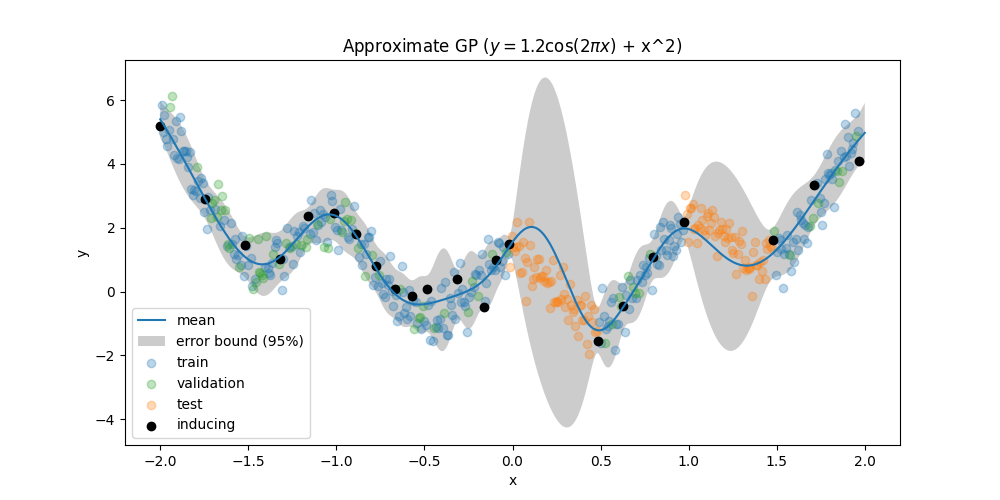 Approximate GP (y = 1.2cos(2πx) + x^2)
y
6
4
2
0
−2
−4
mean
error bound (95%)
train
validation
test
inducing
−2.0 −1.5 −1.0 −0.5 0.0 0.5 1.0 1.5 2.0
x